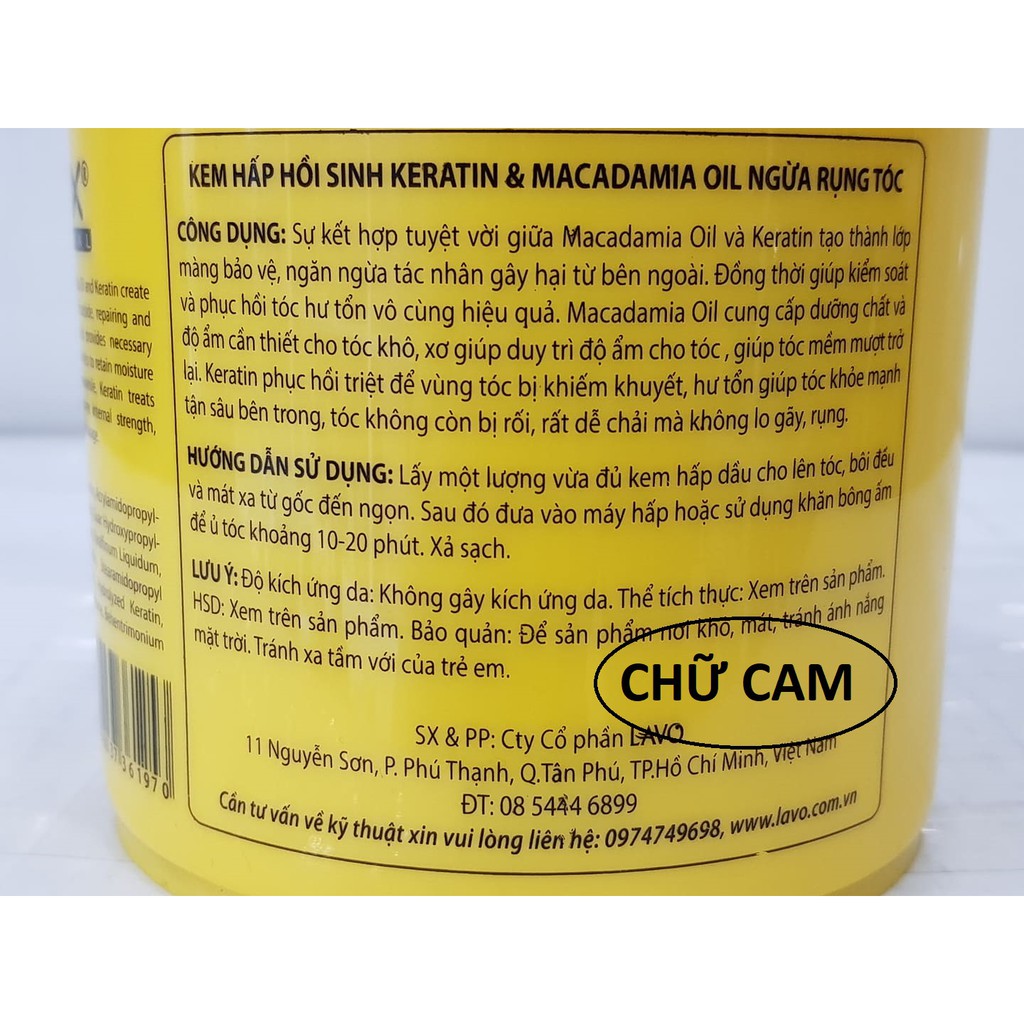 KEM HẤP HỒI SINH KERATIN & MACADAMIA OIL NGỪA RỤNG TÓC
CÔNG DỤNG: Sự kết hợp tuyệt vời giữa Macadamia Oil và Keratin tạo thành lớp
màng bảo vệ, ngăn ngừa tác nhân gây hại từ bên ngoài. Đồng thời giúp kiểm soát
và phục hồi tóc hư tổn vô cùng hiệu quả. Macadamia Oil cung cấp dưỡng chất và
độ ẩm cần thiết cho tóc khô, xơ giúp duy trì độ ẩm cho tóc , giúp tóc mềm mượt trở
lại. Keratin phục hồi triệt để vùng tóc bị khiếm khuyết, hư tổn giúp tóc khỏe mạnh
tận sâu bên trong, tóc không còn bị rối, rất dễ chải mà không lo gãy, rụng.
HƯỚNG DẪN SỬ DỤNG: Lấy một lượng vừa đủ kem hấp dầu cho lên tóc, bôi đều
và mát xa từ gốc đến ngọn. Sau đó đưa vào máy hấp hoặc sử dụng khăn bông ấm
để ủ tóc khoảng 10-20 phút. Xả sạch.
LƯU Ý: Độ kích ứng da: Không gây kích ứng da. Thể tích thực: Xem trên sản phẩm.
HSD: Xem trên sản phẩm. Bảo quản: Để sản phẩm nơi khô, mát, tránh ánh nắng
mặt trời. Tránh xa tầm với của trẻ em.
CHỮ CAM
SX & PP: Cty Cổ phần LAVO
11 Nguyễn Sơn, P. Phú Thạnh, Q.Tân Phú, TP.Hồ Chí Minh, Việt Nam
ĐT: 08 5444 6899
Cần tư vấn về kỹ thuật xin vui lòng liên hệ: 0974749698, www.lavo.com.vn
X®
and Keratin create
repairing and
provides necessary
to retain moisture
Keratin treats
internal strength,
Hydroxypropyl-
Liquidum,
Keratin,
Behentrimonium
361970